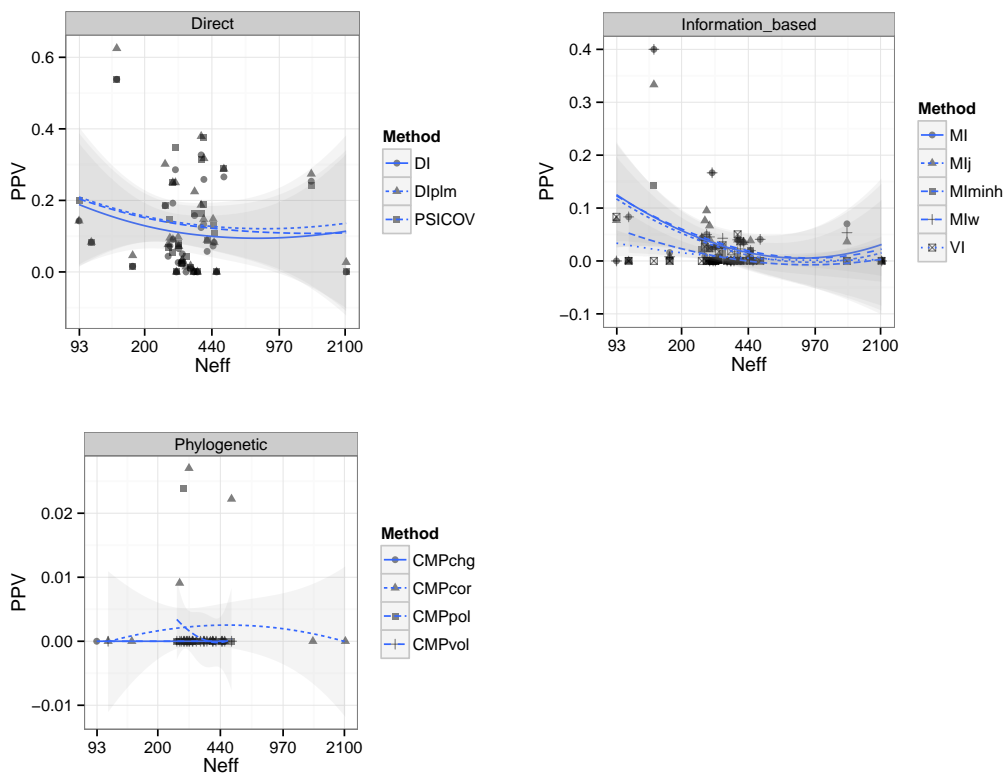 Direct
PPV
0.6
0.4
0.2
0.0
93 200 440 970 2100
Neff
Method
DI
DIplm
PSICOV
Information_based
PPV
0.4
0.3
0.2
0.1
0.0
−0.1
93 200 440 970 2100
Neff
Method
MI
MIj
MIminh
MIw
VI
Phylogenetic
PPV
0.02
0.01
0.00
−0.01
93 200 440 970 2100
Neff
Method
CMPchg
CMPcor
CMPpol
CMPvol